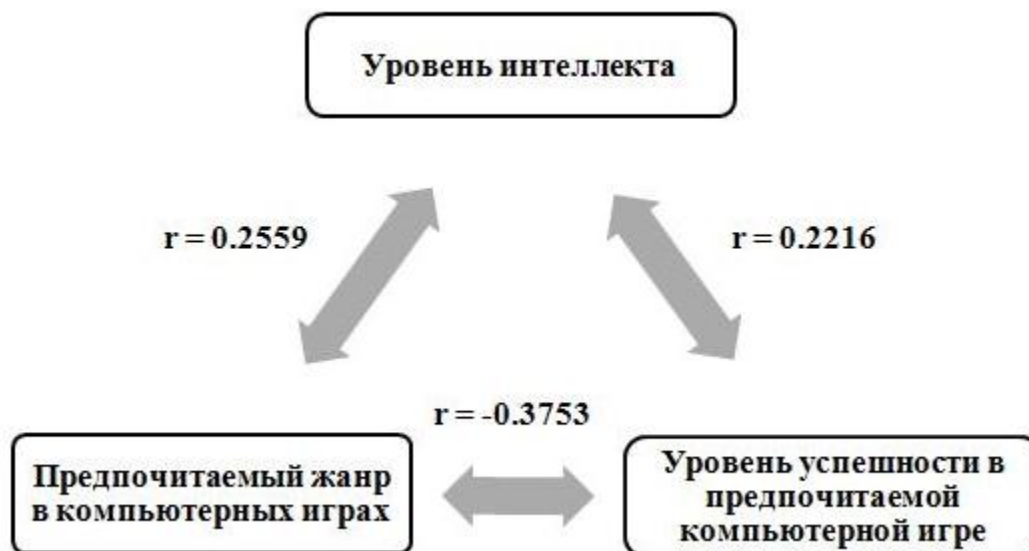 Уровень интеллекта
r = 0.2559
r = 0.2216
r = -0.3753
Предпочитаемый жанр
в компьютерных играх
Уровень успешности в
предпочитаемой
компьютерной игре